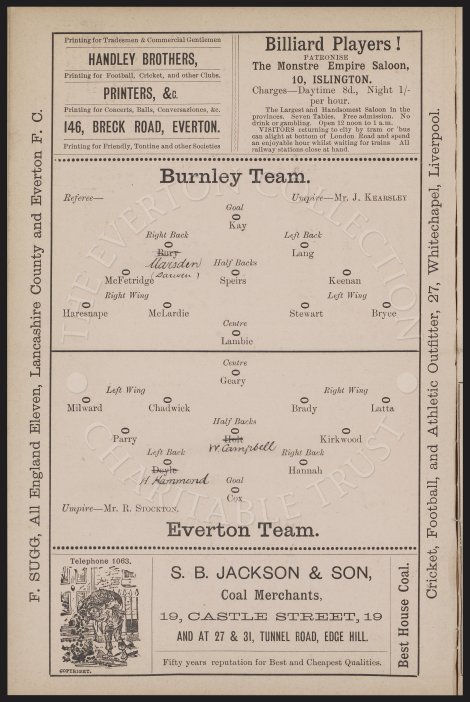 Printing for Tradesmen & Commercial Gentlemen
HANDLEY BROTHERS,
Printing for Football, Cricket, and other Clubs.
PRINTERS, &C.
Printing for Concerts, Balls, Conversaziones, &c.
146, BRECK ROAD, EVERTON.
Printing for Friendly, Tontine and other Societies
Billiard Players !
PATRONISE
The Monstre Empire Saloon,
10, ISLINGTON.
Charges—Daytime 8d., Night 1/-
per hour.
The Largest and Handsomest Saloon in the
provinces. Seven Tables. Free admission. No
drink or gambling. Open 12 noon to 1 a.m.
VISITORS returning to city by tram or 'bus
can alight at bottom of London Road and spend
an enjoyable hour whilst waiting for trains All
railway stations close at hand.
F. SUGG, All England Eleven, Lancashire County and Everton F. C.
Burnley Team.
Referee—
Umpire—Mr. J. KEARSLEY
Goal
Kay
Right Back
Left Back
Bury
Lang
Marsden
(Darwen)
Half Backs
McFetridge
Speirs
Keenan
Right Wing
Left Wing
Haresnape
McLardie
Stewart
Bryce
Centre
Lambie
Centre
Geary
Left Wing
Right Wing
Milward
Chadwick
Brady
Latta
Half Backs
Parry
Holt
Kirkwood
W. Campbell
Left Back
Right Back
Doyle
Hannah
H. Hammond
Goal
Cox
Umpire—Mr. R. STOCKTON.
Everton Team.
Cricket, Football, and Athletic Outfitter, 27, Whitechapel, Liverpool.
Telephone 1063.
COPYRIGHT.
S. B. JACKSON & SON,
Coal Merchants,
19, CASTLE STREET, 19
AND AT 27 & 31, TUNNEL ROAD, EDGE HILL.
Fifty years reputation for Best and Cheapest Qualities.
Best House Coal.
THE EVERTON COLLECTION
CHARITABLE TRUST